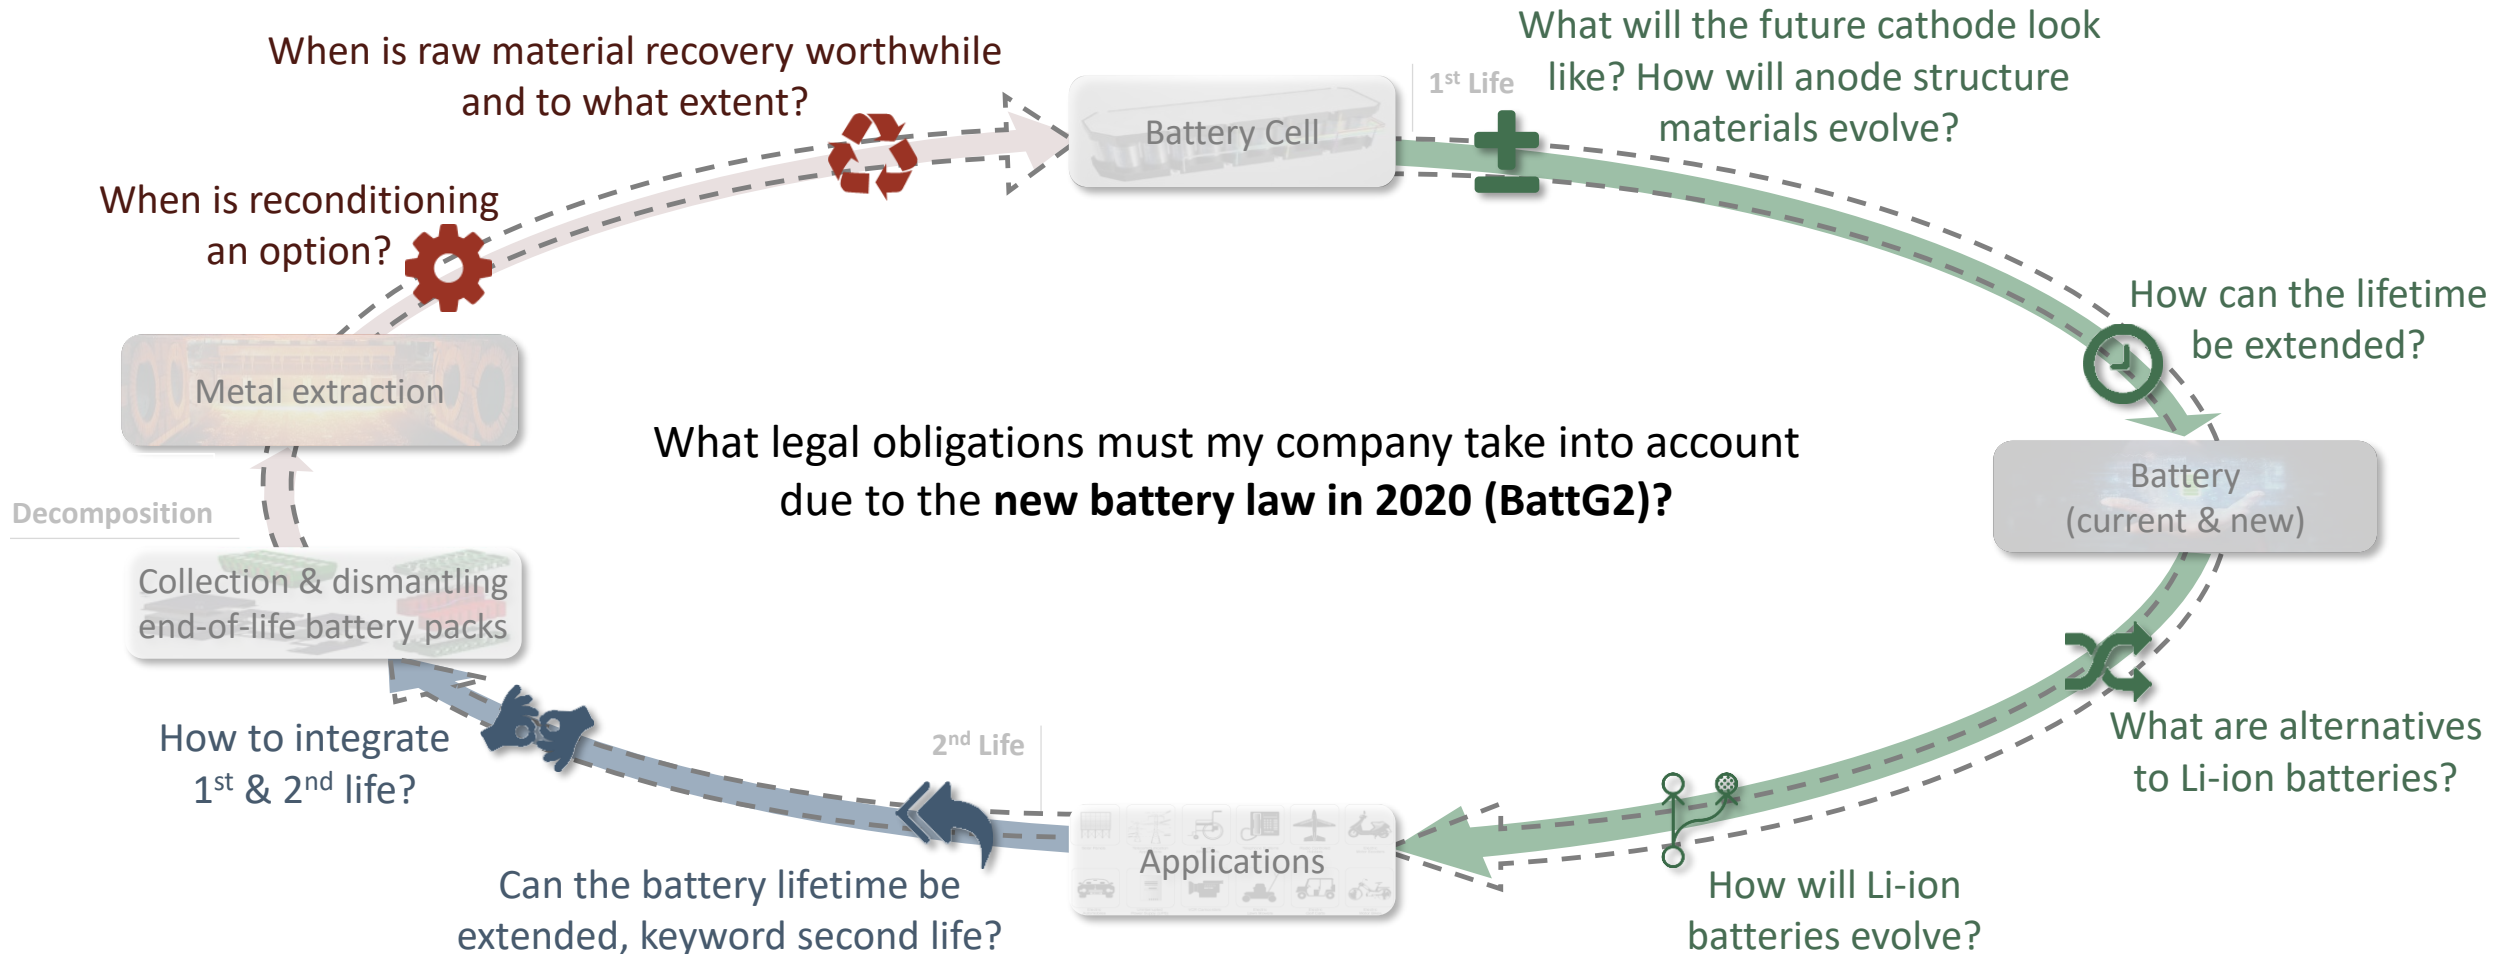 When is raw material recovery worthwhile
and to what extent?
What will the future cathode look
like? How will anode structure
materials evolve?
1st Life
Battery Cell
When is reconditioning
an option?
How can the lifetime
be extended?
Metal extraction
What legal obligations must my company take into account
due to the new battery law in 2020 (BattG2)?
Battery
(current & new)
Decomposition
Collection & dismantling
end-of-life battery packs
How to integrate
1st & 2nd life?
2nd Life
What are alternatives
to Li-ion batteries?
Applications
Can the battery lifetime be
extended, keyword second life?
How will Li-ion
batteries evolve?